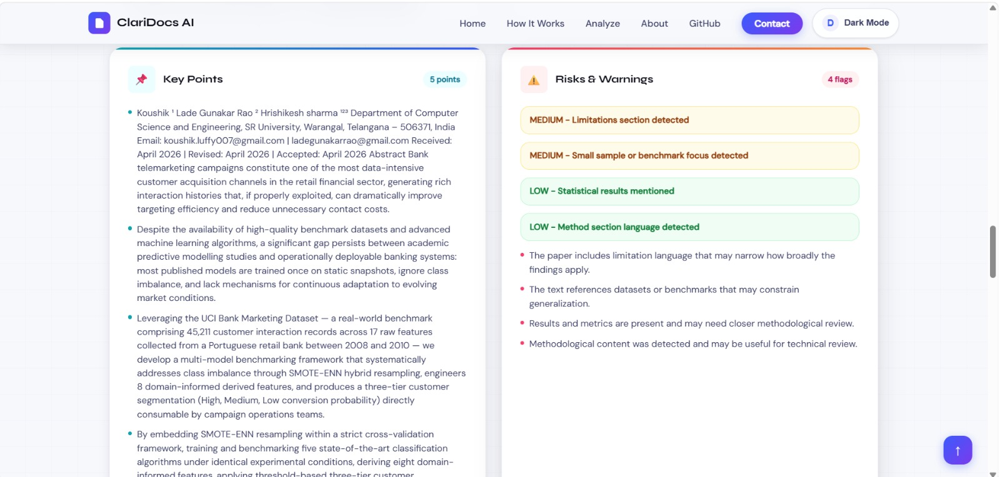 ClariDocs AI
Home How It Works Analyze About GitHub Contact D Dark Mode
Key Points
5 points
Koushik ¹ Lade Gunakar Rao ² Hrishikesh sharma ¹²³ Department of Computer
Science and Engineering, SR University, Warangal, Telangana – 506371, India
Email: koushik.luffy007@gmail.com | ladegunakarrao@gmail.com Received:
April 2026 | Revised: April 2026 | Accepted: April 2026 Abstract Bank
telemarketing campaigns constitute one of the most data-intensive
customer acquisition channels in the retail financial sector, generating rich
interaction histories that, if properly exploited, can dramatically improve
targeting efficiency and reduce unnecessary contact costs.
Despite the availability of high-quality benchmark datasets and advanced
machine learning algorithms, a significant gap persists between academic
predictive modelling studies and operationally deployable banking systems:
most published models are trained once on static snapshots, ignore class
imbalance, and lack mechanisms for continuous adaptation to evolving
market conditions.
Leveraging the UCI Bank Marketing Dataset — a real-world benchmark
comprising 45,211 customer interaction records across 17 raw features
collected from a Portuguese retail bank between 2008 and 2010 — we
develop a multi-model benchmarking framework that systematically
addresses class imbalance through SMOTE-ENN hybrid resampling, engineers
8 domain-informed derived features, and produces a three-tier customer
segmentation (High, Medium, Low conversion probability) directly
consumable by campaign operations teams.
By embedding SMOTE-ENN resampling within a strict cross-validation
framework, training and benchmarking five state-of-the-art classification
algorithms under identical experimental conditions, deriving eight domain-
informed features, applying threshold-based three-tier customer
Risks & Warnings
4 flags
MEDIUM - Limitations section detected
MEDIUM - Small sample or benchmark focus detected
LOW - Statistical results mentioned
LOW - Method section language detected
The paper includes limitation language that may narrow how broadly the
findings apply.
The text references datasets or benchmarks that may constrain
generalization.
Results and metrics are present and may need closer methodological review.
Methodological content was detected and may be useful for technical review.
↑